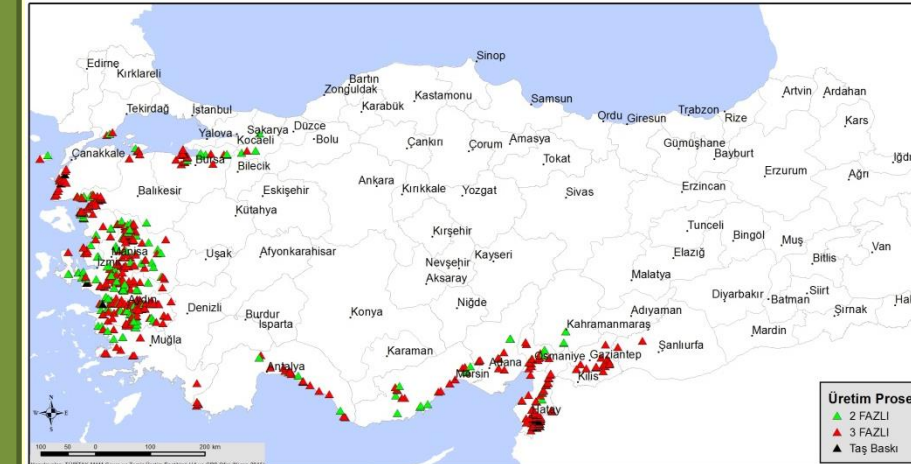 Sinop
Edirne
Kırklareli
Bartın
Zonguldak
Kastamonu
Karabük
Samsun
Artvin
Ardahan
Tekirdağ
İstanbul
Ordu
Giresun
Trabzon
Rize
Kars
Yalova
Kocaeli
Sakarya
Düzce
Bolu
Çankırı
Çorum
Amasya
Tokat
Gümüşhane
Bayburt
Çanakkale
Bursa
Bilecik
Erzurum
Ağrı
Balıkesir
Eskişehir
Ankara
Kırıkkale
Yozgat
Sivas
Erzincan
Kütahya
Tunceli
Bingöl
Muş
Manisa
İzmir
Uşak
Afyonkarahisar
Kırşehir
Nevşehir
Kayseri
Aksaray
Elazığ
Malatya
Bitlis
Van
Aydın
Denizli
Burdur
Isparta
Konya
Niğde
Kahramanmaraş
Adıyaman
Diyarbakır
Batman
Siirt
Şırnak
Muğla
Karaman
Antalya
Mersin
Adana
Osmaniye
Gaziantep
Kilis
Şanlıurfa
Mardin
Hatay
N
W
E
S
100 50 0 100 200 km
2 FAZLI
3 FAZLI
Taş Baskı
Üretim